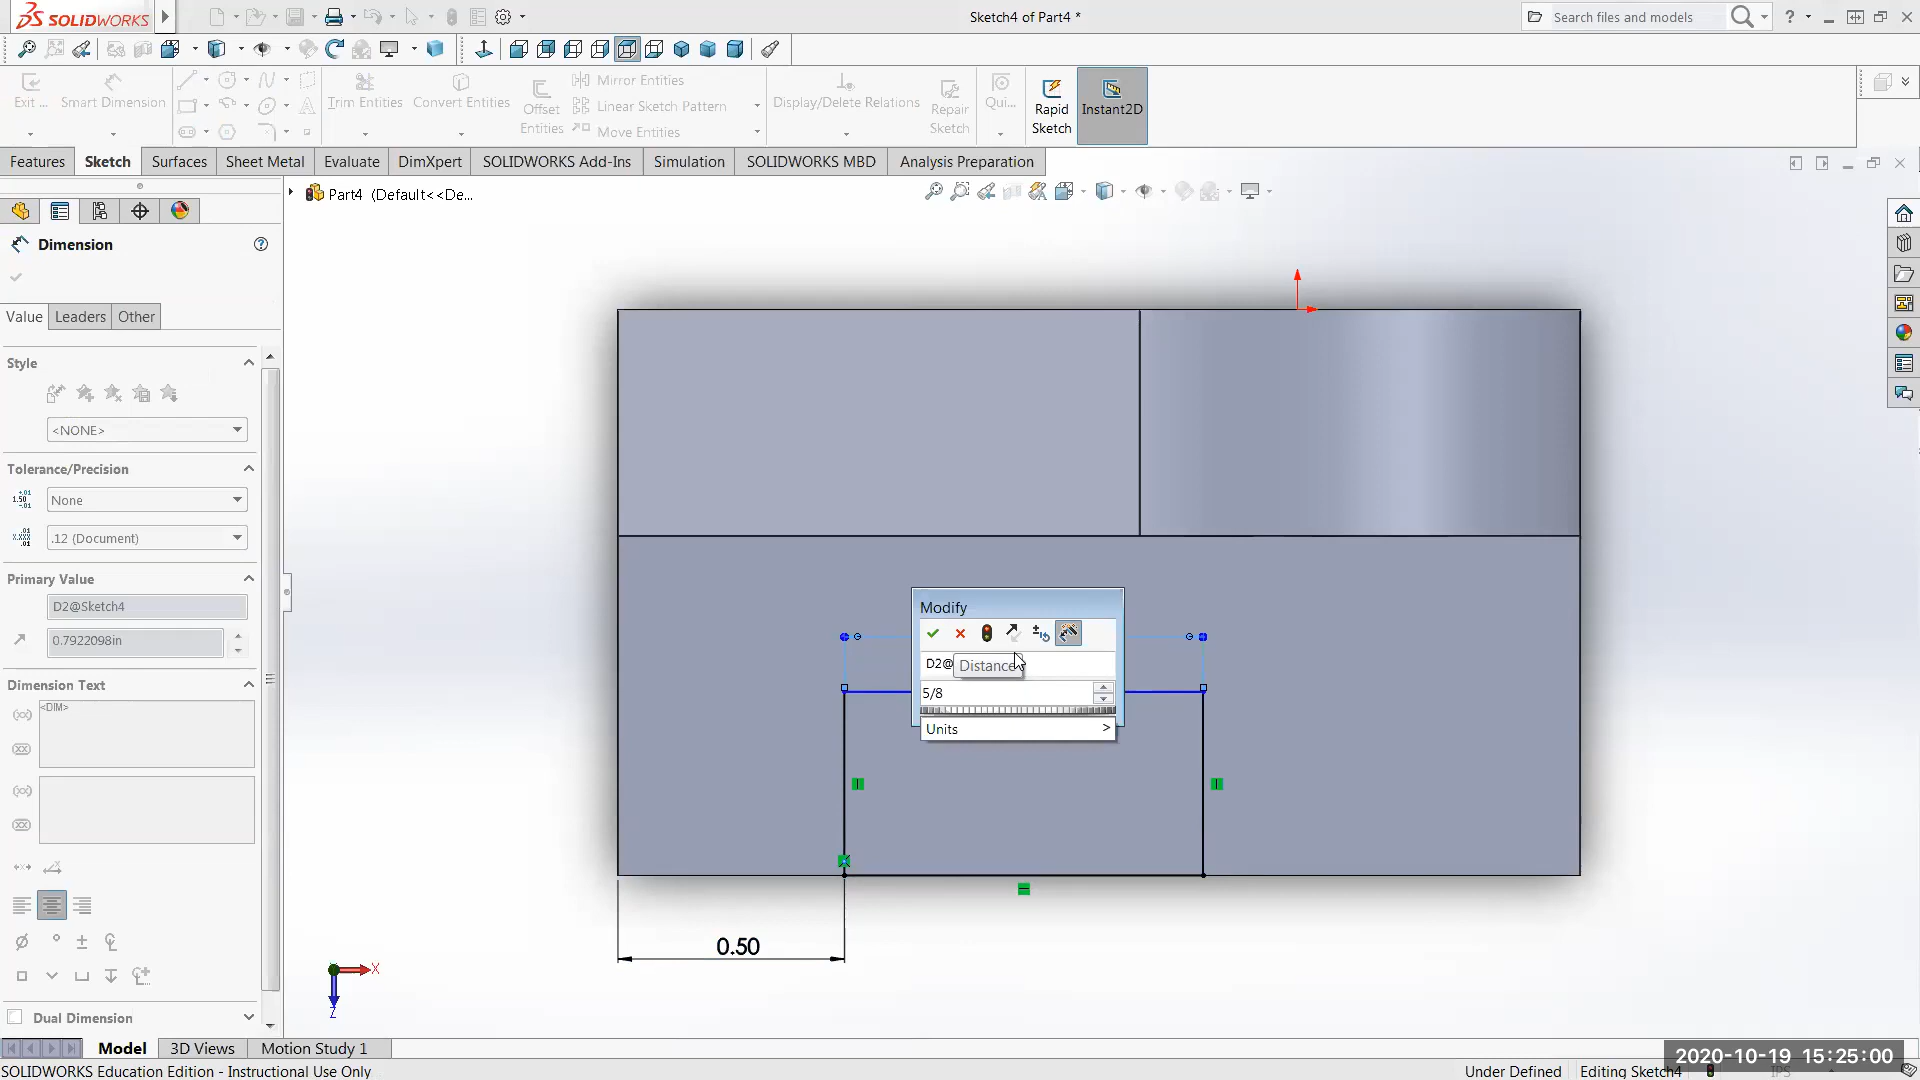 SOLIDWORKS
Sketch4 of Part4 *
Search files and models
Exit ...
Smart Dimension
Trim Entities
Convert Entities
Offset
Entities
Mirror Entities
Linear Sketch Pattern
Move Entities
Display/Delete Relations
Repair
Sketch
Qui...
Rapid
Sketch
Instant2D
Features
Sketch
Surfaces
Sheet Metal
Evaluate
DimXpert
SOLIDWORKS Add-Ins
Simulation
SOLIDWORKS MBD
Analysis Preparation
Part4 (Default<<De...
Dimension
Value
Leaders
Other
Style
<NONE>
Tolerance/Precision
None
.12 (Document)
Primary Value
D2@Sketch4
0.7922098in
Dimension Text
<DIM>
Dual Dimension
Modify
D2@
Distance
5/8
Units >
0.50
X
Z
Model
3D Views
Motion Study 1
SOLIDWORKS Education Edition - Instructional Use Only
Under Defined
Editing Sketch4
IPS
2020-10-19 15:25:00